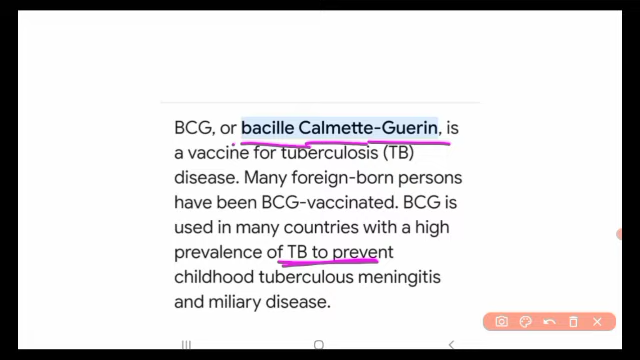 BCG, or bacille Calmette-Guerin, is
a vaccine for tuberculosis (TB)
disease. Many foreign-born persons
have been BCG-vaccinated. BCG is
used in many countries with a high
prevalence of TB to prevent
childhood tuberculous meningitis
and miliary disease.